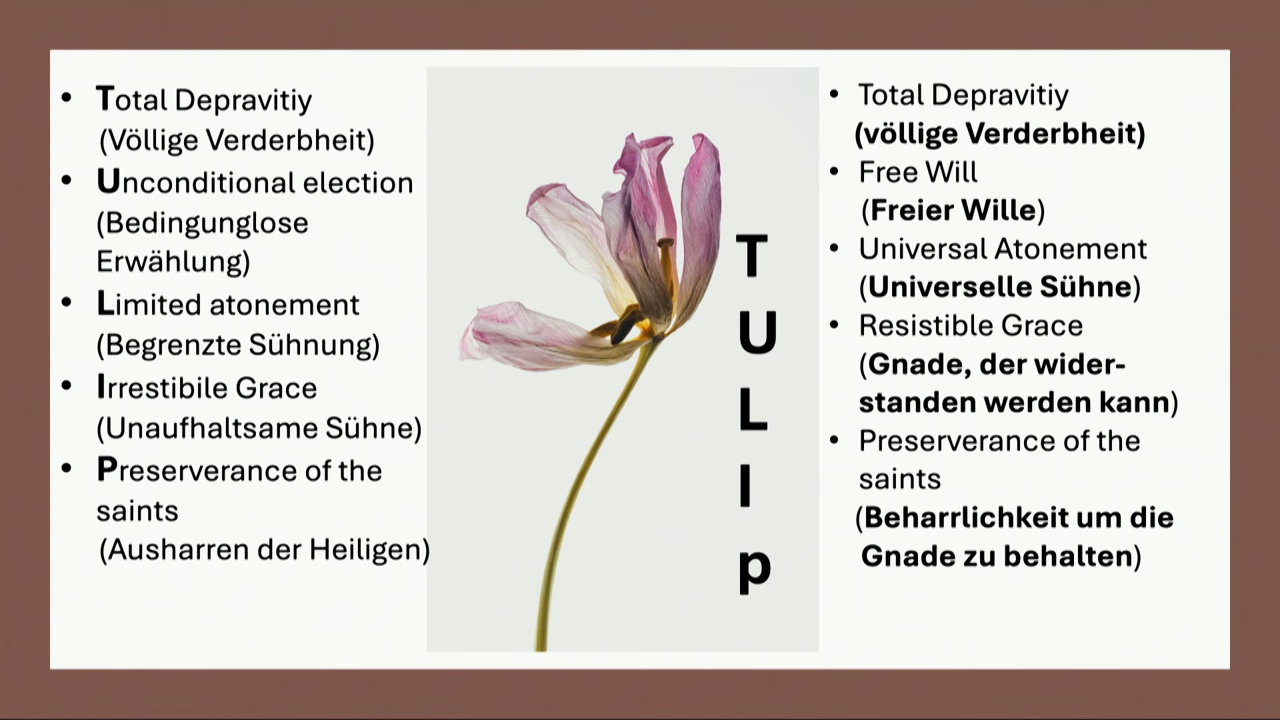 • Total Depravitiy
(Völlige Verderbheit)
• Unconditional election
(Bedingunglose
Erwählung)
• Limited atonement
(Begrenzte Sühnung)
• Irrestibile Grace
(Unaufhaltsame Sühne)
• Preserverance of the
saints
(Ausharren der Heiligen)
T
U
L
I
p
• Total Depravitiy
(völlige Verderbheit)
• Free Will
(Freier Wille)
• Universal Atonement
(Universelle Sühne)
• Resistible Grace
(Gnade, der wider-
standen werden kann)
• Preserverance of the
saints
(Beharrlichkeit um die
Gnade zu behalten)